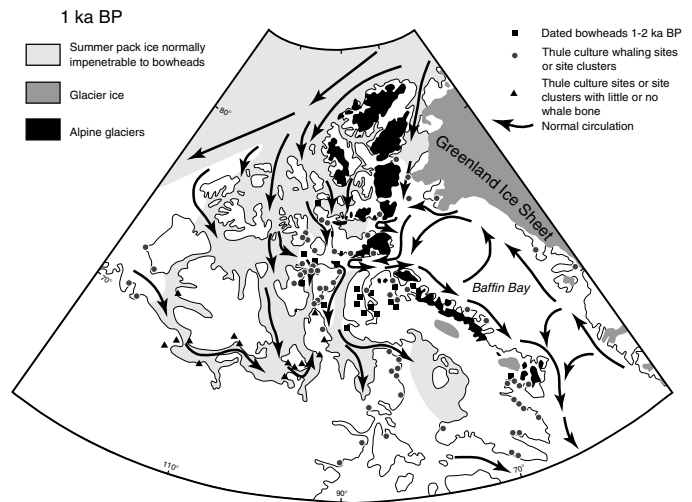 1 ka BP
Summer pack ice normally
impenetrable to bowheads
Glacier ice
Alpine glaciers
Dated bowheads 1-2 ka BP
Thule culture whaling sites
or site clusters
Thule culture sites or site
clusters with little or no
whale bone
Normal circulation
80°
Greenland Ice Sheet
70°
Baffin Bay
110°
90°
70°